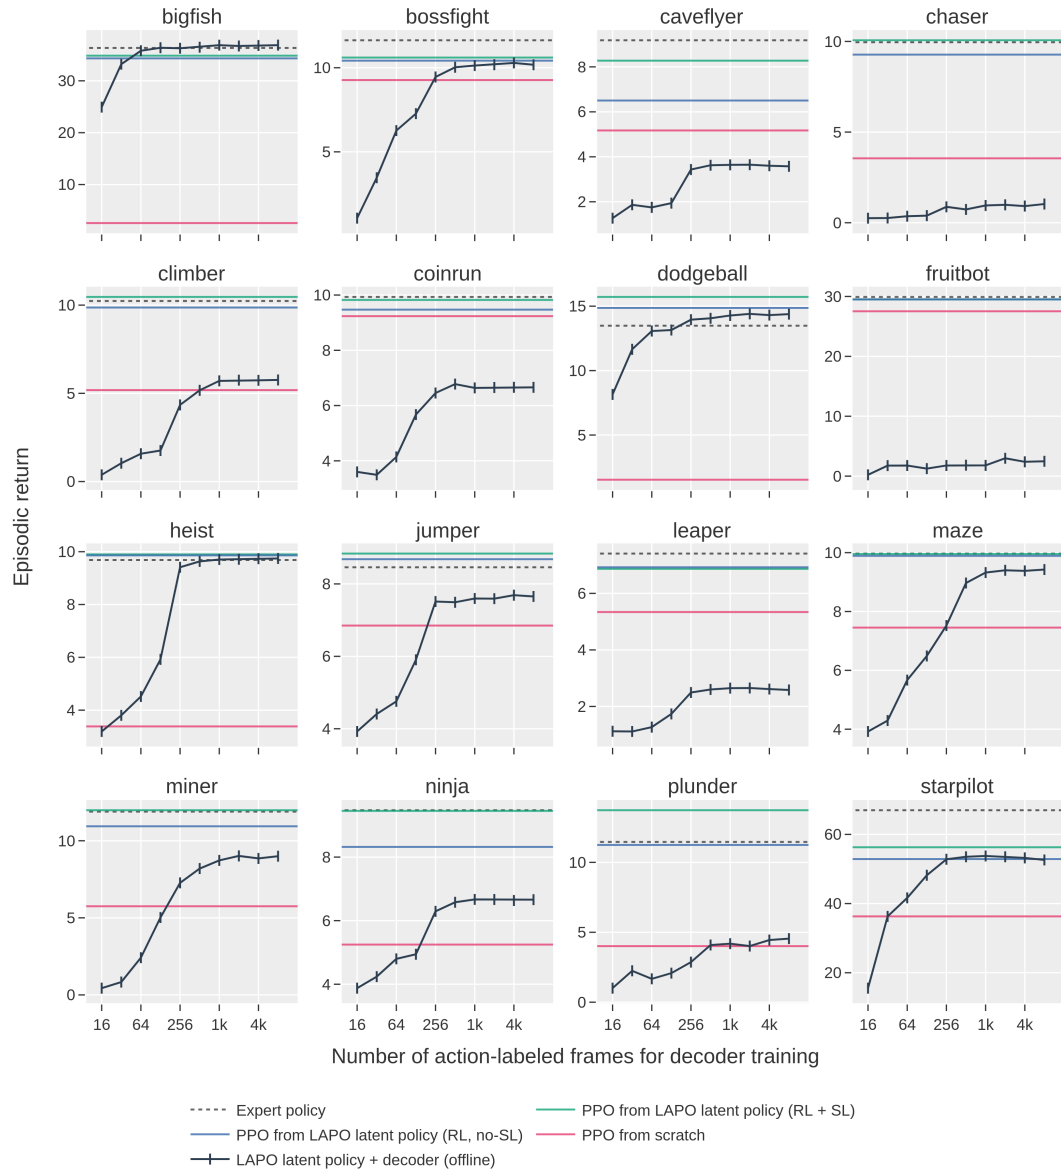 bigfish bossfight caveflyer chaser
30 20 10
10 5
8 6 4 2
10 5 0
climber coinrun dodgeball fruitbot
10 5 0
10 8 6 4
15 10 5
30 20 10 0
heist jumper leaper maze
10 8 6 4
8 6 4
6 4 2
10 8 6 4
miner ninja plunder starpilot
10 5 0
8 6 4
10 5 0
60 40 20
16 64 256 1k 4k 16 64 256 1k 4k 16 64 256 1k 4k 16 64 256 1k 4k
Episodic return
Number of action-labeled frames for decoder training
Expert policy
PPO from LAPO latent policy (RL + SL)
PPO from LAPO latent policy (RL, no-SL)
PPO from scratch
LAPO latent policy + decoder (offline)